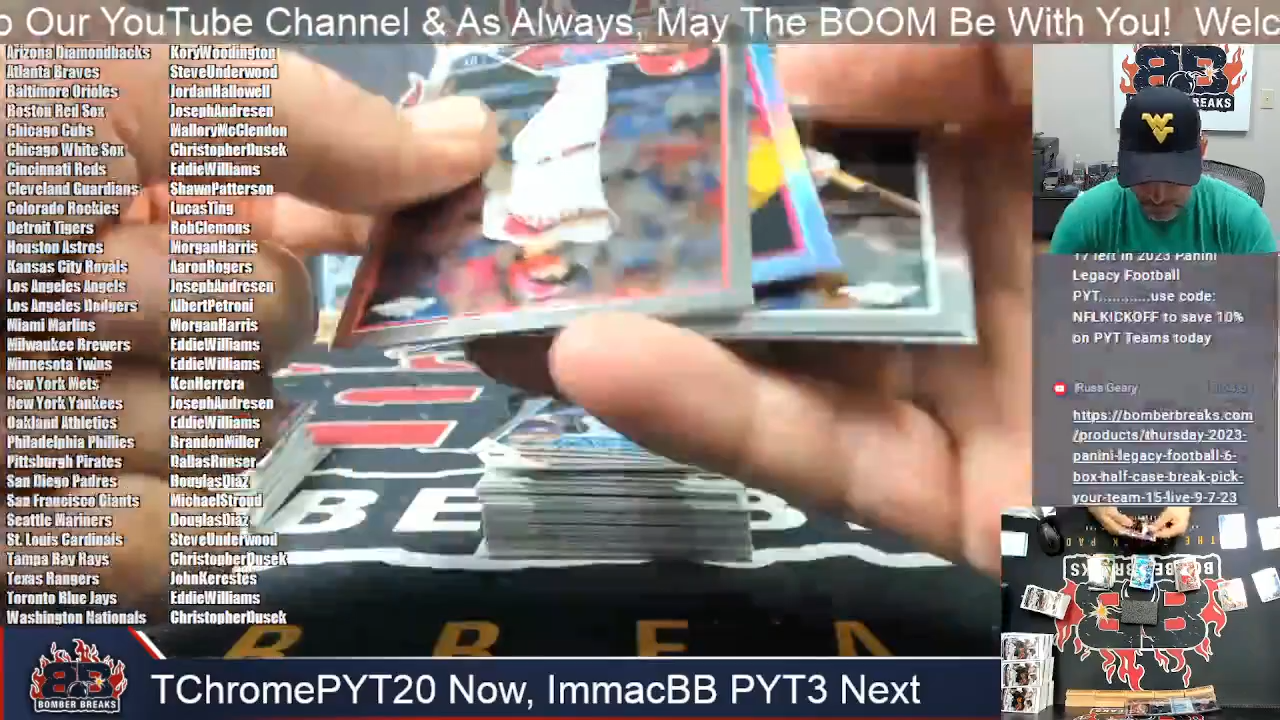 o Our YouTube Channel & As Always, May The BOOM Be With You! Welc
Arizona Diamondbacks KoryWoodington
Atlanta Braves SteveUnderwood
Baltimore Orioles JordanHallowell
Boston Red Sox JosephAndresen
Chicago Cubs MalloryMcClendon
Chicago White Sox ChristopherDusek
Cincinnati Reds EddieWilliams
Cleveland Guardians ShawnPatterson
Colorado Rockies LucasTing
Detroit Tigers RobClemons
Houston Astros MorganHarris
Kansas City Royals AaronRogers
Los Angeles Angels JosephAndresen
Los Angeles Dodgers AlbertPetroni
Miami Marlins MorganHarris
Milwaukee Brewers EddieWilliams
Minnesota Twins EddieWilliams
New York Mets KenHerrera
New York Yankees JosephAndresen
Oakland Athletics EddieWilliams
Philadelphia Phillies BrandonMiller
Pittsburgh Pirates DallasRunser
San Diego Padres DouglasDiaz
San Francisco Giants MichaelStroud
Seattle Mariners DouglasDiaz
St. Louis Cardinals SteveUnderwood
Tampa Bay Rays ChristopherDusek
Texas Rangers JohnKerestes
Toronto Blue Jays EddieWilliams
Washington Nationals ChristopherDusek
BREAKS
WV
17 left in 2023 Panini
Legacy Football
PYT............use code:
NFLKICKOFF to save 10%
on PYT Teams today
Russ Geary
https://bomberbreaks.com
/products/thursday-2023-
panini-legacy-football-6-
box-half-case-break-pick-
your-team-15-live-9-7-23
BOMBER BREAKS
TChromePYT20 Now, ImmacBB PYT3 Next